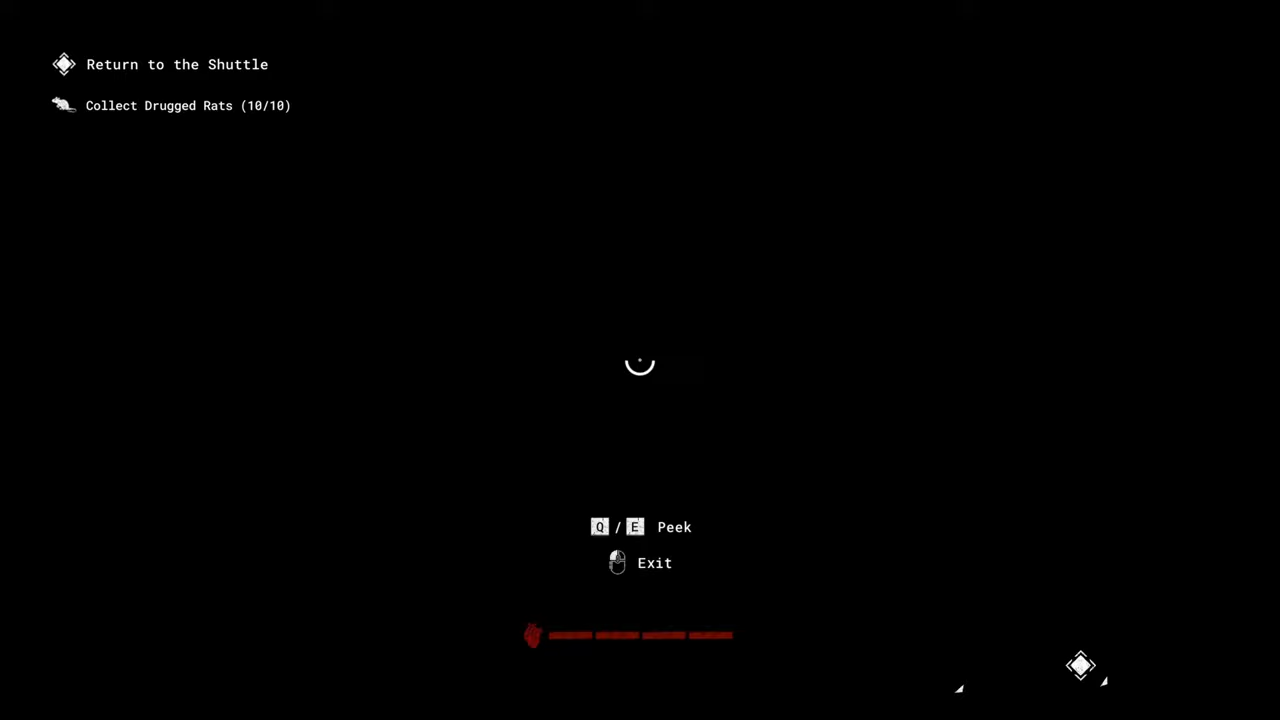 Return to the Shuttle
Collect Drugged Rats (10/10)
Q / E Peek
Exit